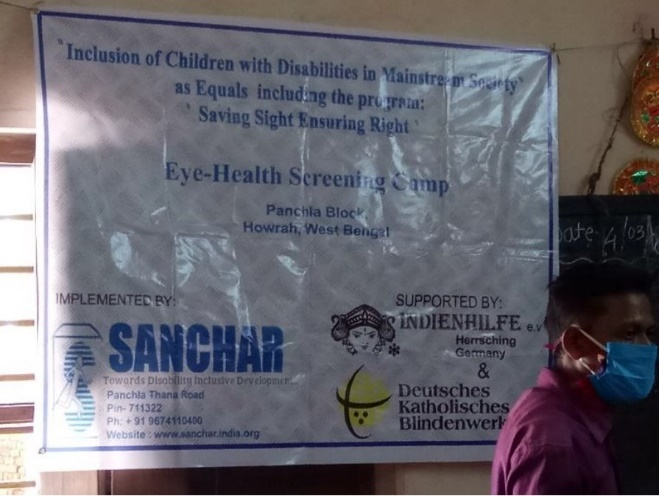 "Inclusion of Children with Disabilities in Mainstream Society"
as Equals including the program:
' Saving Sight Ensuring Right '
Eye-Health Screening Camp
Panchla Block,
Howrah, West Bengal
IMPLEMENTED BY:
SANCHAR
Towards Disability Inclusive Developmen
Panchla Thana Road
Pin- 711322
Ph: + 91 9674110400
Website : www.sanchar.india.org
SUPPORTED BY:
INDIENHILFE e.v
Herrsching
Germany
&
Deutsches
Katholisches
Blindenwerk
Date 4/03/